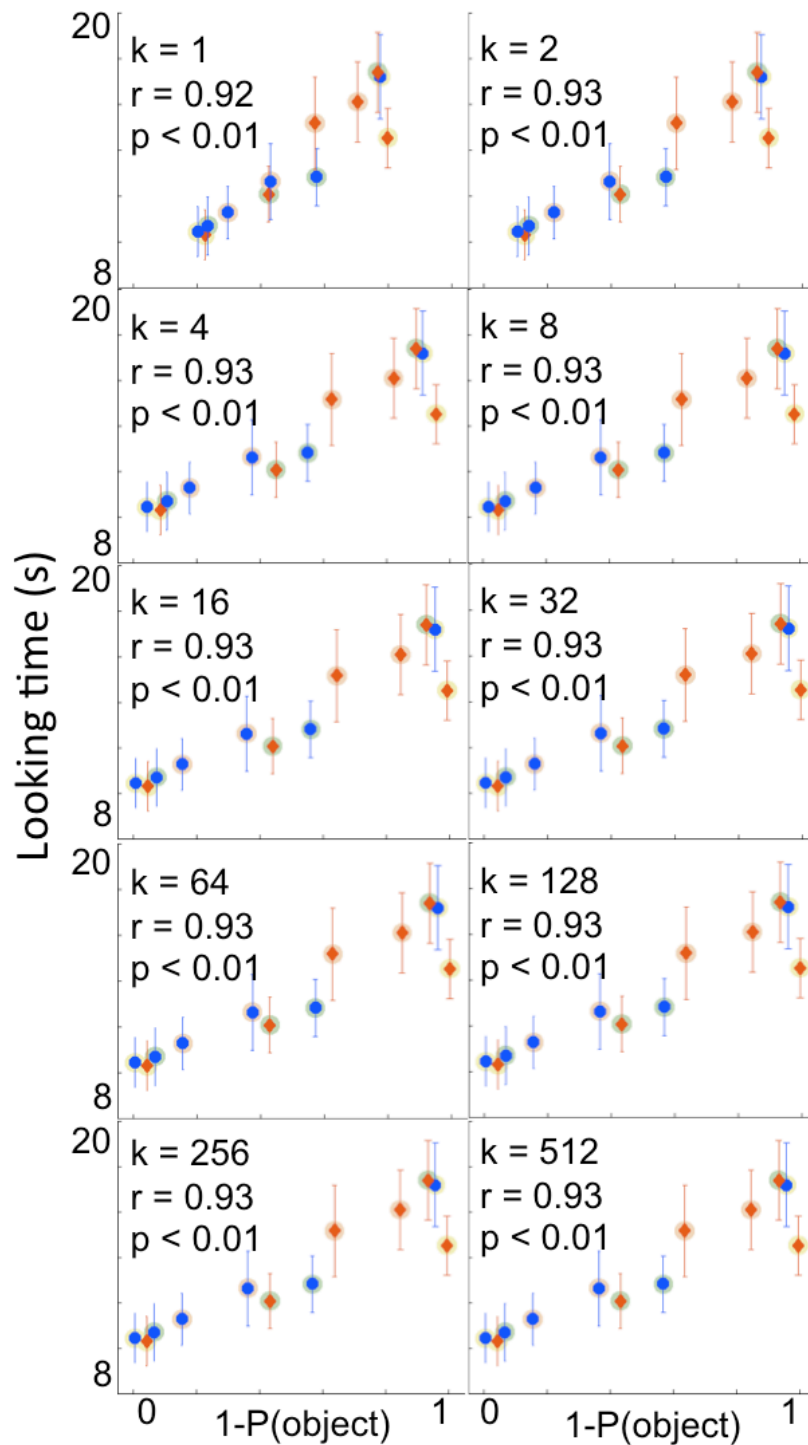 20
k = 1
r = 0.92
p < 0.01
8
k = 2
r = 0.93
p < 0.01
20
k = 4
r = 0.93
p < 0.01
8
k = 8
r = 0.93
p < 0.01
Looking time (s)
20
k = 16
r = 0.93
p < 0.01
8
k = 32
r = 0.93
p < 0.01
20
k = 64
r = 0.93
p < 0.01
8
k = 128
r = 0.93
p < 0.01
20
k = 256
r = 0.93
p < 0.01
8
k = 512
r = 0.93
p < 0.01
0 1-P(object) 1
0 1-P(object) 1